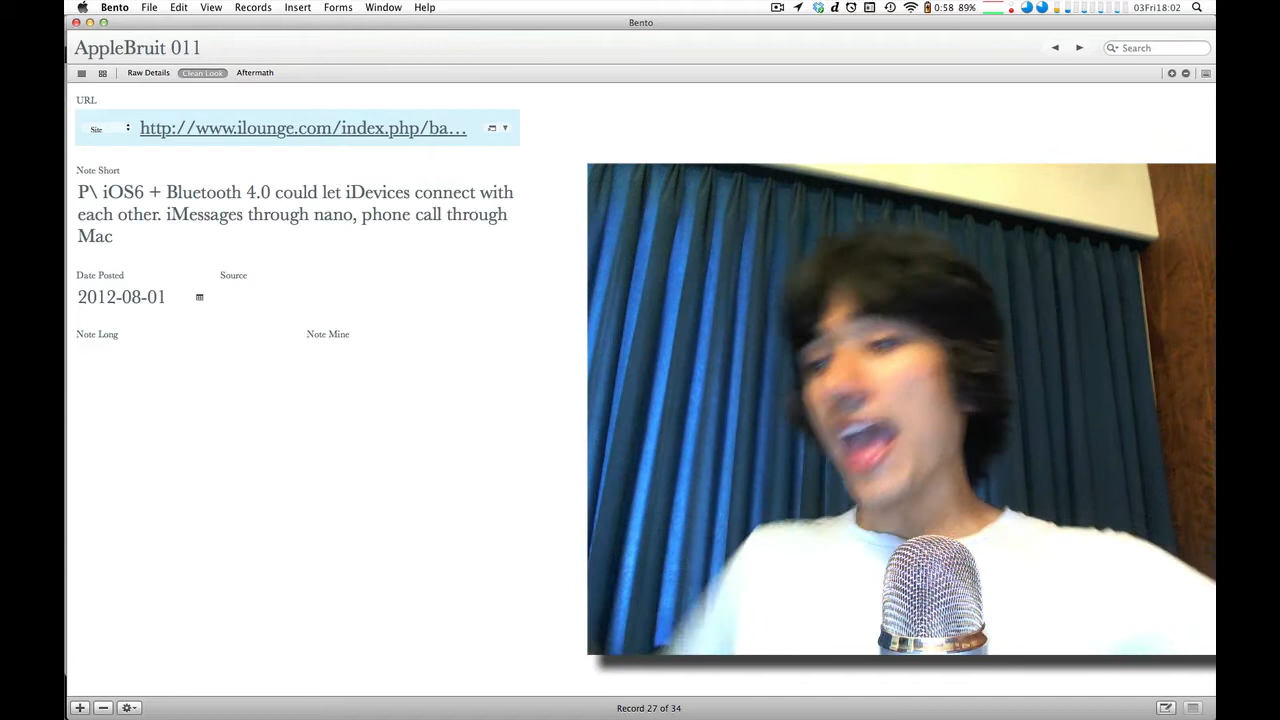 Bento File Edit View Records Insert Forms Window Help
0:58 89%
03Fri18:02
Bento
AppleBruit 011
Search
Raw Details Clean Look Aftermath
URL
Site
http://www.ilounge.com/index.php/ba...
Note Short
P\ iOS6 + Bluetooth 4.0 could let iDevices connect with
each other. iMessages through nano, phone call through
Mac
Date Posted Source
2012-08-01
Note Long Note Mine
Record 27 of 34